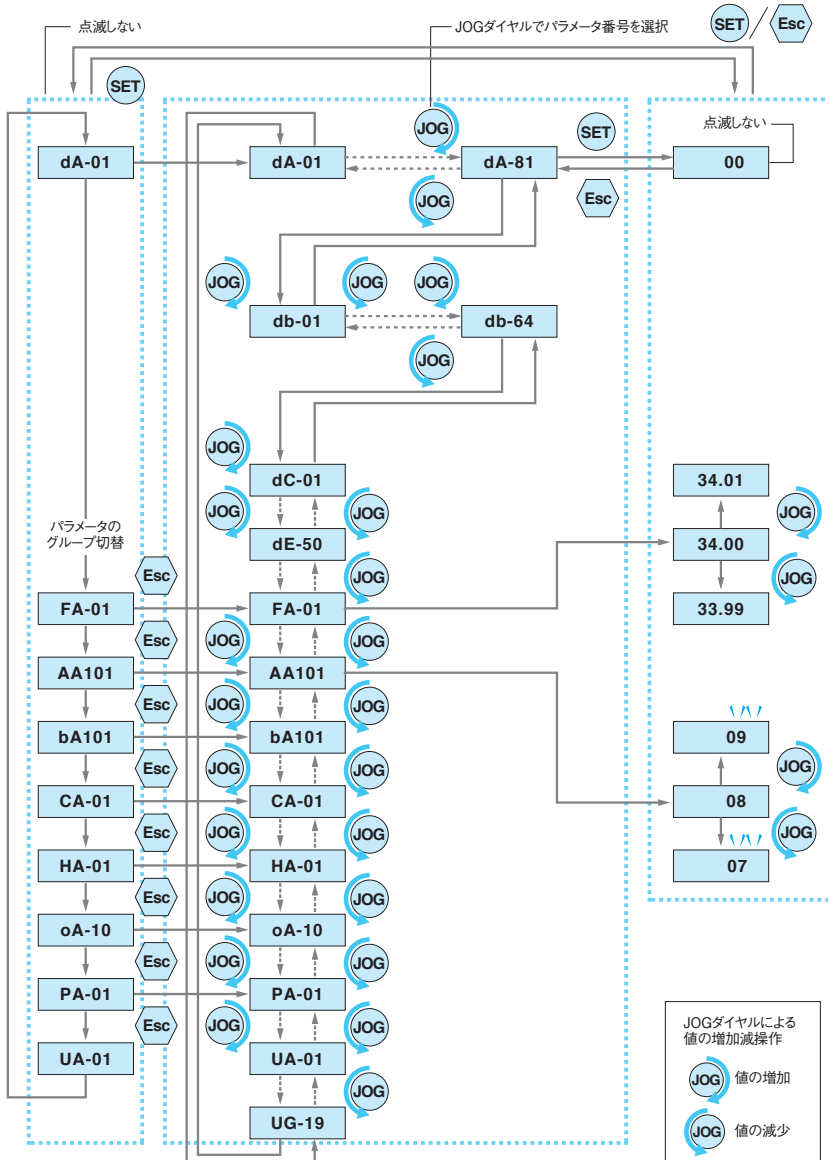 点滅しない
JOGダイヤルでパラメータ番号を選択
SET / Esc
SET
JOG
SET
点滅しない
dA-01
dA-01
dA-81
00
JOG
Esc
JOG
JOG
JOG
db-01
db-64
JOG
JOG
dC-01
34.01
JOG
JOG
JOG
パラメータの
グループ切替
dE-50
34.00
Esc
JOG
JOG
FA-01
FA-01
33.99
Esc
JOG
JOG
AA101
AA101
Esc
JOG
JOG
bA101
bA101
09
Esc
JOG
JOG
JOG
CA-01
CA-01
08
Esc
JOG
JOG
JOG
HA-01
HA-01
07
Esc
JOG
JOG
oA-10
oA-10
Esc
JOG
JOG
PA-01
PA-01
Esc
JOG
JOG
UA-01
UA-01
JOG
UG-19
JOGダイヤルによる
値の増加減操作
JOG 値の増加
JOG 値の減少